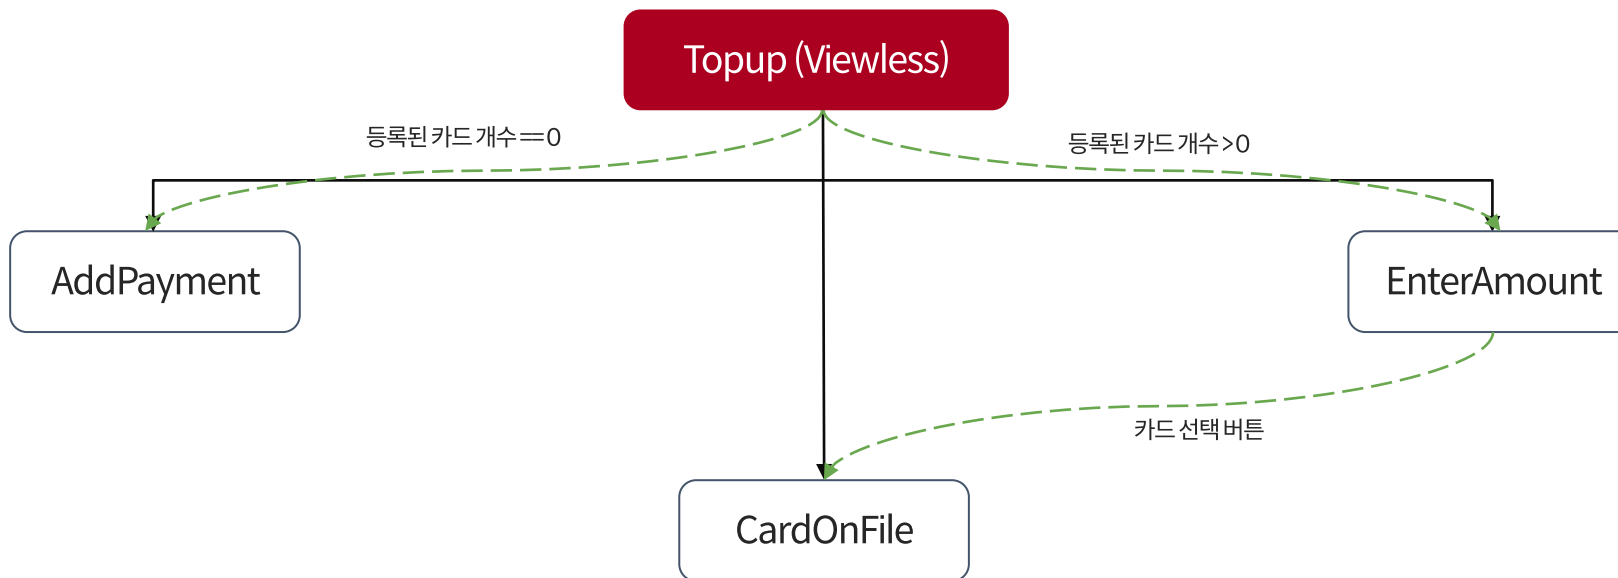 Topup (Viewless)
등록된 카드 개수 == 0
등록된 카드 개수 > 0
AddPayment
EnterAmount
카드 선택 버튼
CardOnFile